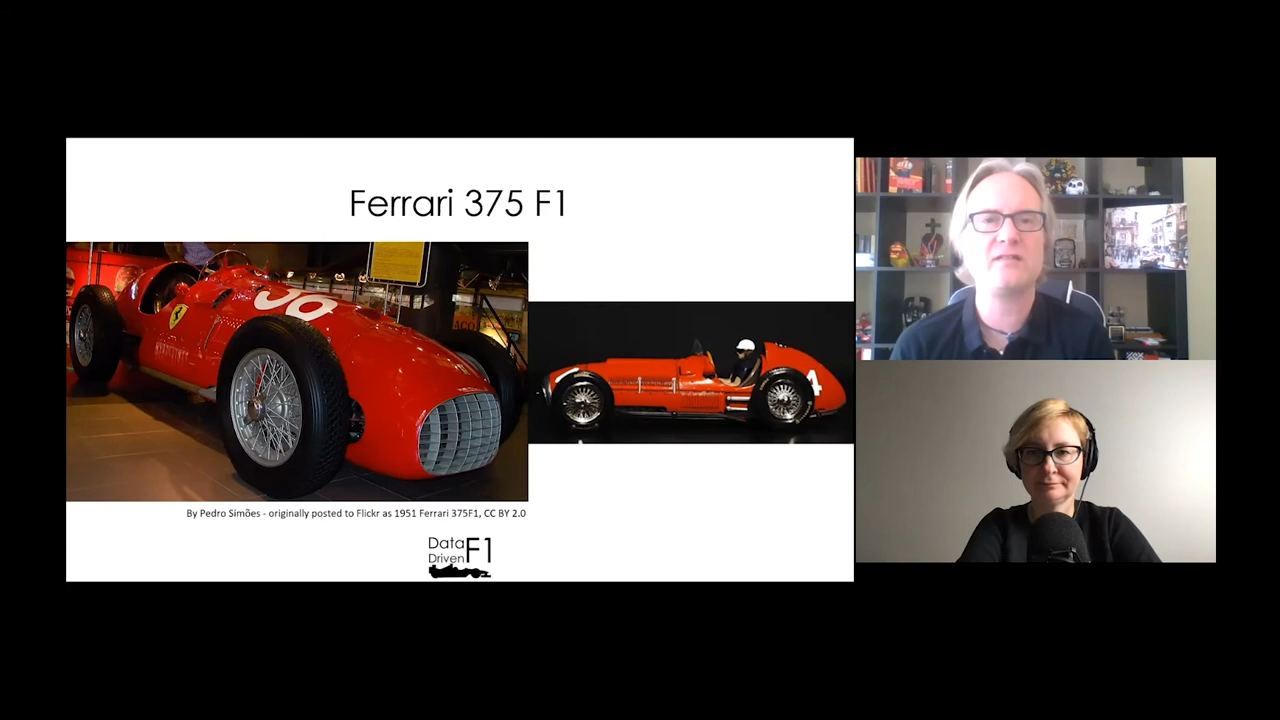 Ferrari 375 F1
By Pedro Simões - originally posted to Flickr as 1951 Ferrari 375F1, CC BY 2.0
Data
Driven
F1
4